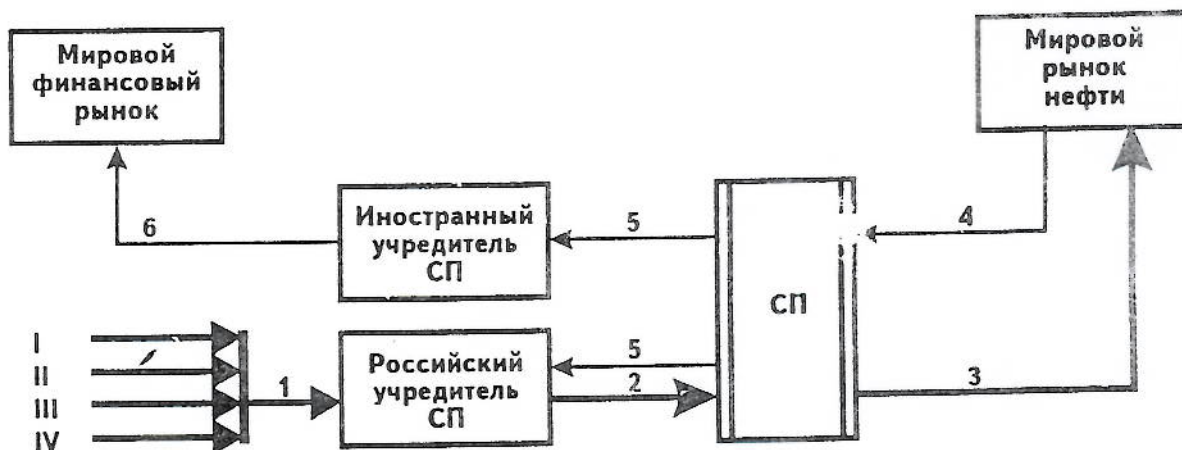 Мировой
финансовый
рынок
Мировой
рынок
нефти
Иностранный
учредитель
СП
6
5
4
СП
I
II
III
IV
1
Российский
учредитель
СП
5
2
3